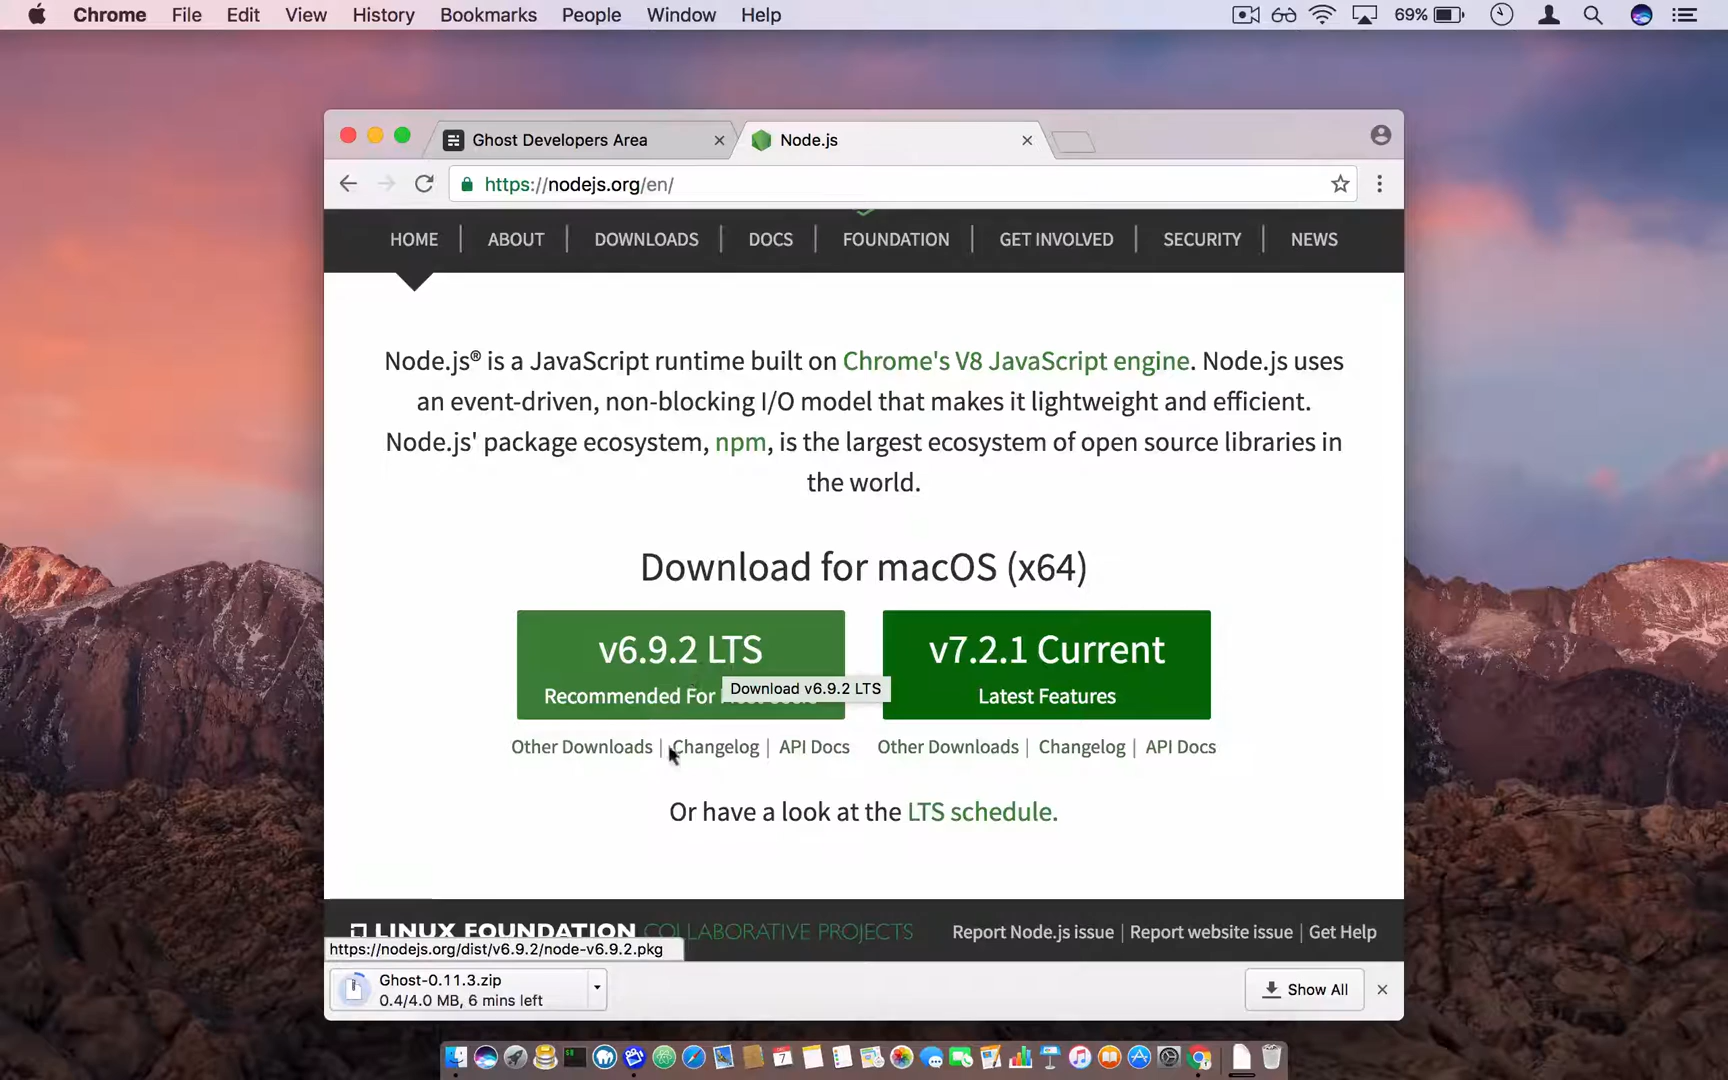 Chrome File Edit View History Bookmarks People Window Help 69%
Ghost Developers Area Node.js
https://nodejs.org/en/
HOME | ABOUT | DOWNLOADS | DOCS | FOUNDATION | GET INVOLVED | SECURITY | NEWS
Node.js® is a JavaScript runtime built on Chrome's V8 JavaScript engine. Node.js uses
an event-driven, non-blocking I/O model that makes it lightweight and efficient.
Node.js' package ecosystem, npm, is the largest ecosystem of open source libraries in
the world.
Download for macOS (x64)
v6.9.2 LTS
Recommended For
Download v6.9.2 LTS
v7.2.1 Current
Latest Features
Other Downloads | Changelog | API Docs
Other Downloads | Changelog | API Docs
Or have a look at the LTS schedule.
LINUX FOUNDATION COLLABORATIVE PROJECTS
Report Node.js issue | Report website issue | Get Help
https://nodejs.org/dist/v6.9.2/node-v6.9.2.pkg
Ghost-0.11.3.zip
0.4/4.0 MB, 6 mins left
Show All
7